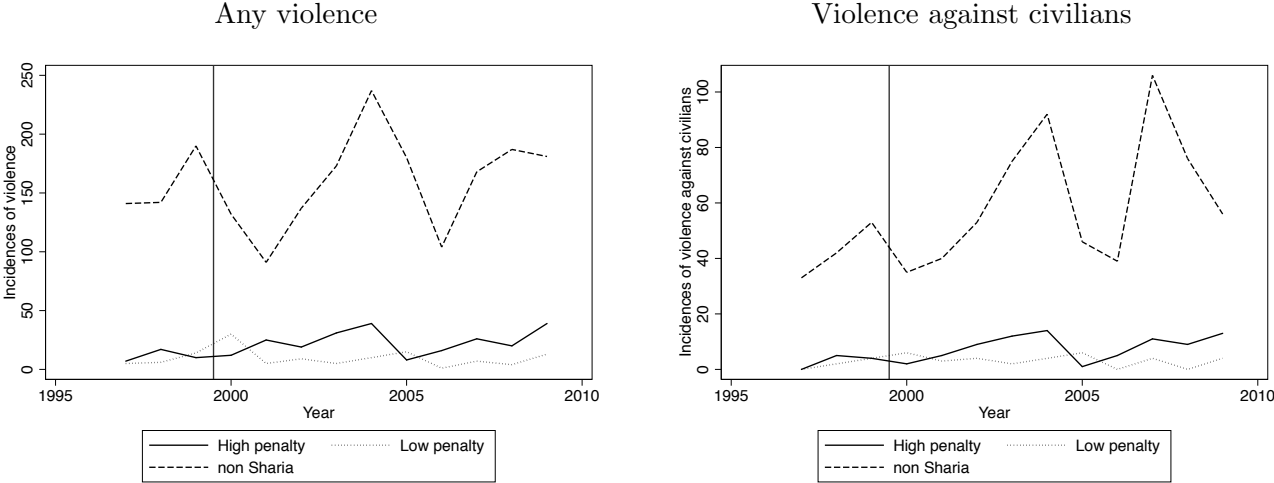 Any violence
Incidences of violence
250
200
150
100
50
0
1995
2000
2005
2010
Year
High penalty
Low penalty
non Sharia
Violence against civilians
Incidences of violence against civilians
100
80
60
40
20
0
1995
2000
2005
2010
Year
High penalty
Low penalty
non Sharia